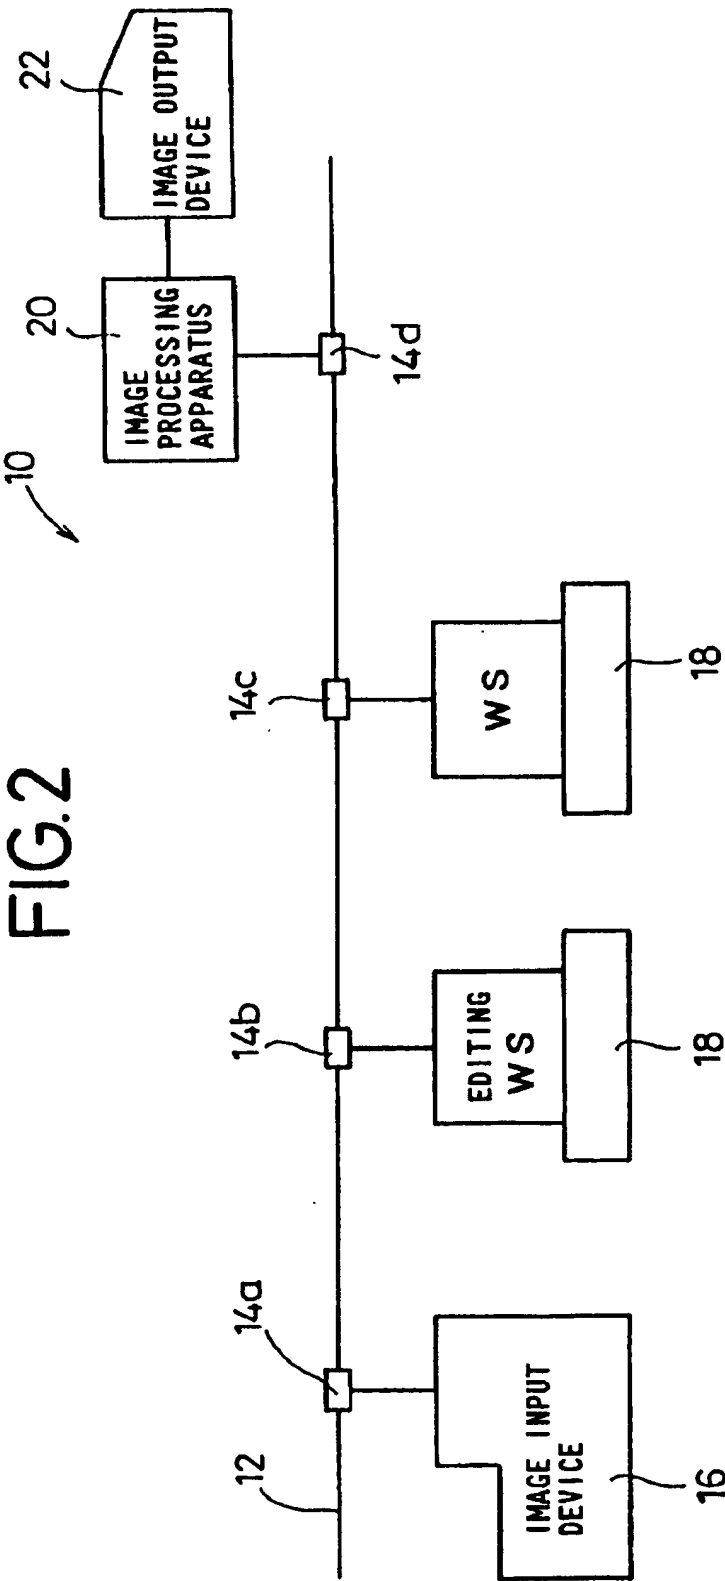 FIG.2
10
20
22
IMAGE
PROCESSING
APPARATUS
IMAGE OUTPUT
DEVICE
12
14a
14b
14c
14d
IMAGE INPUT
DEVICE
EDITING
WS
WS
16
18
18